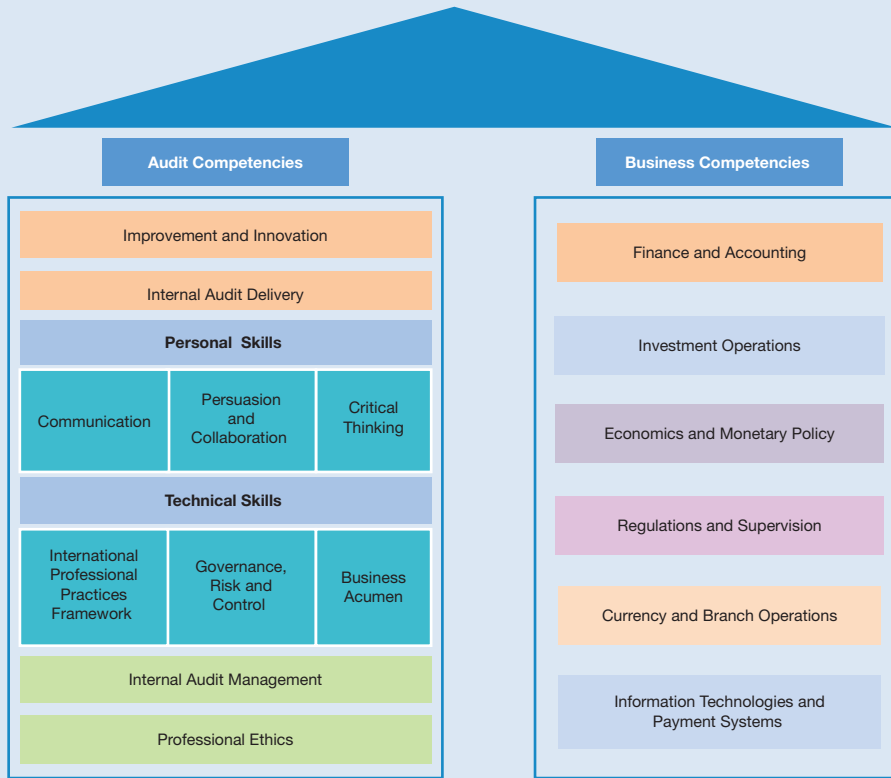 Audit Competencies
Improvement and Innovation
Internal Audit Delivery
Personal Skills
Communication
Persuasion
and
Collaboration
Critical
Thinking
Technical Skills
International
Professional
Practices
Framework
Governance,
Risk and
Control
Business
Acumen
Internal Audit Management
Professional Ethics
Business Competencies
Finance and Accounting
Investment Operations
Economics and Monetary Policy
Regulations and Supervision
Currency and Branch Operations
Information Technologies and
Payment Systems